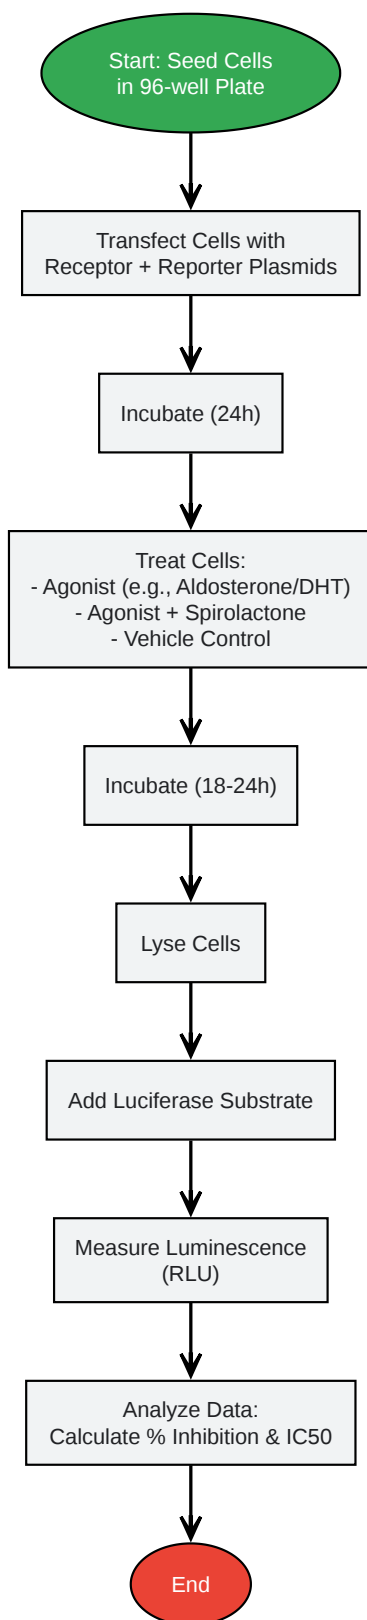 Start: Seed Cells
in 96-well Plate
Transfect Cells with
Receptor + Reporter Plasmids
Incubate (24h)
Treat Cells:
- Agonist (e.g., Aldosterone/DHT)
- Agonist + Spirolactone
- Vehicle Control
Incubate (18-24h)
Lyse Cells
Add Luciferase Substrate
Measure Luminescence
(RLU)
Analyze Data:
Calculate % Inhibition & IC50
End